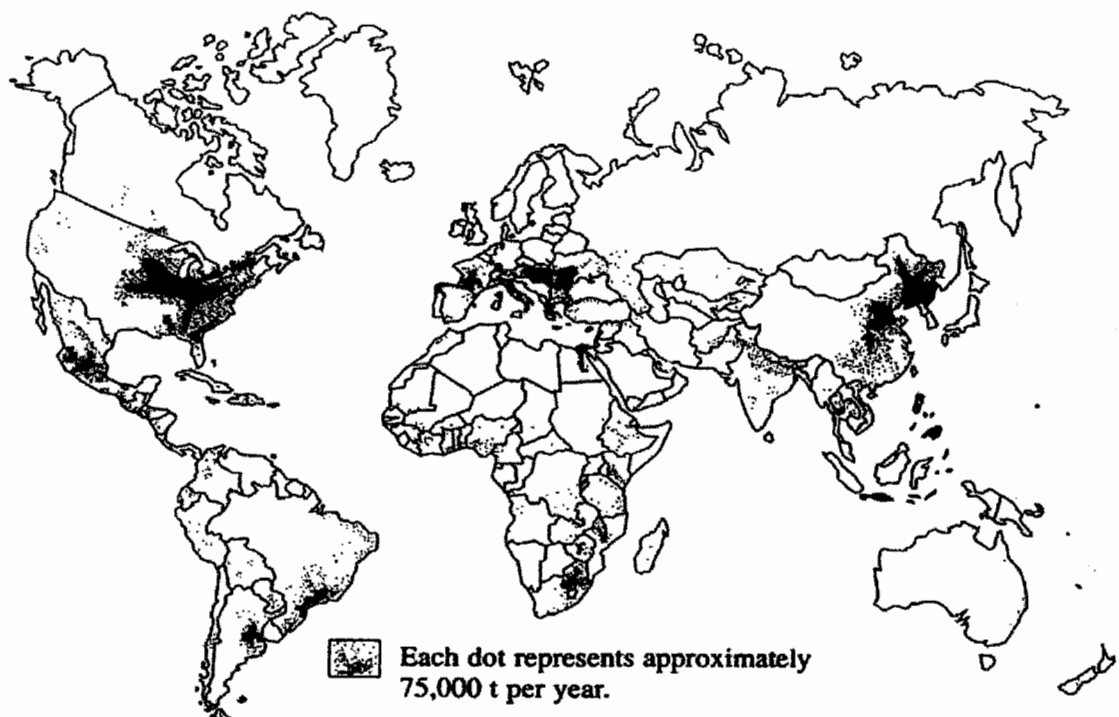 Each dot represents approximately
75,000 t per year.